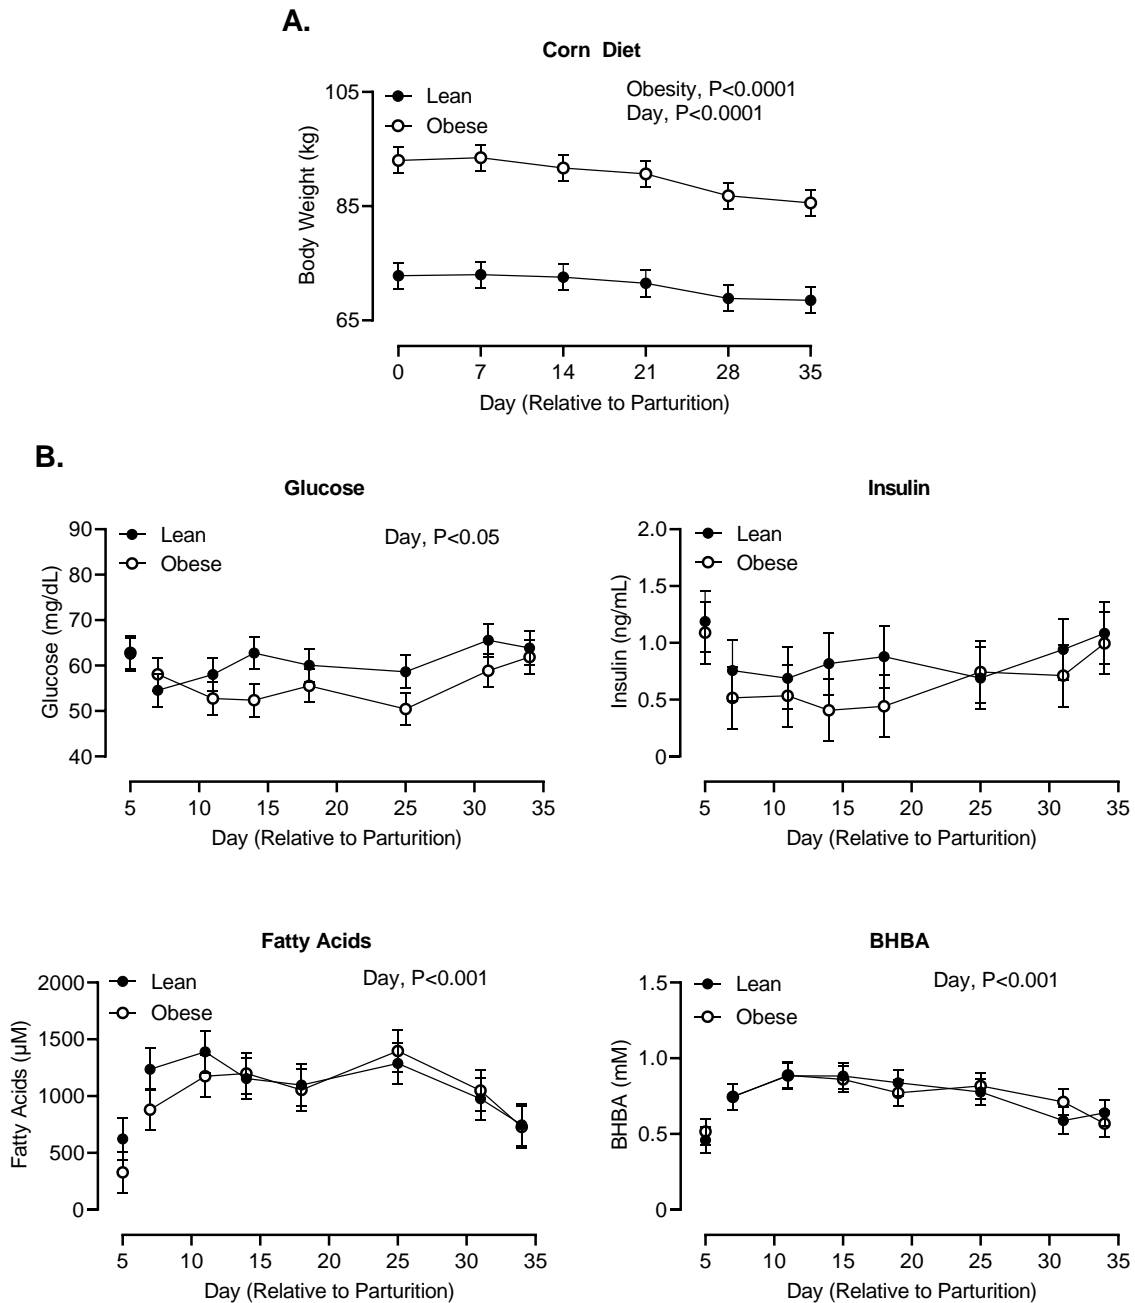 A.
Corn Diet
Obesity, P<0.0001
Day, P<0.0001
Lean
Obese
Body Weight (kg)
105
85
65
0 7 14 21 28 35
Day (Relative to Parturition)
B.
Glucose
Day, P<0.05
Lean
Obese
Glucose (mg/dL)
90
80
70
60
50
40
5 10 15 20 25 30 35
Day (Relative to Parturition)
Insulin
Lean
Obese
Insulin (ng/mL)
2.0
1.5
1.0
0.5
0
5 10 15 20 25 30 35
Day (Relative to Parturition)
Fatty Acids
Day, P<0.001
Lean
Obese
Fatty Acids (µM)
2000
1500
1000
500
0
5 10 15 20 25 30 35
Day (Relative to Parturition)
BHBA
Day, P<0.001
Lean
Obese
BHBA (mM)
1.5
1.0
0.5
0
5 10 15 20 25 30 35
Day (Relative to Parturition)